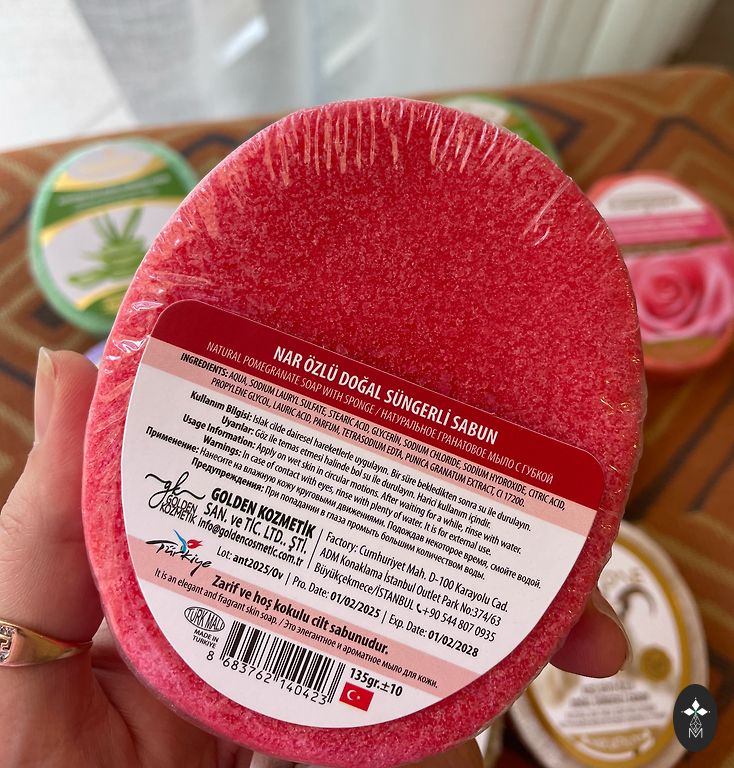 NAR ÖZLÜ DOĞAL SÜNGERLİ SABUN
NATURAL POMEGRANATE SOAP WITH SPONGE / НАТУРАЛЬНОЕ ГРАНАТОВОЕ МЫЛО С ГУБКОЙ
INGREDIENTS: AQUA, SODIUM LAURYL SULFATE, STEARIC ACID, GLYCERİN, SODIUM CHLORIDE, SODIUM HYDROXIDE, CITRIC ACID,
PROPYLENE GLYCOL, LAURIC ACID, PARFUM, TETRASODIUM EDTA, PUNICA GRANATUM EXTRACT, CI 17200.
Kullanım Bilgisi: Islak cilde dairesel hareketlerle uygulayın. Bir süre bekledikten sonra su ile durulayın.
Uyarılar: Göz ile temas etmesi halinde bol su ile durulayın. Harici kullanım içindir.
Usage Information: Apply on wet skin in circular motions. After waiting for a while, rinse with water.
Warnings: In case of contact with eyes, rinse with plenty of water. It is for external use.
Применение: Нанесите на влажную кожу круговыми движениями. Подождав некоторое время, смойте водой.
Предупреждения: При попадании в глаза промыть большим количеством воды.
gk
GOLDEN
KOZMETİK
GOLDEN KOZMETİK
SAN. ve TİC. LTD. ŞTİ.
info@goldencosmetic.com.tr
Factory: Cumhuriyet Mah. D-100 Karayolu Cad.
ADM Konaklama İstanbul Outlet Park No:374/63
Büyükçekmece/İSTANBUL +90 544 807 0935
Türkiye
Lot: ant2025/0v | Pro. Date: 01/02/2025 | Exp. Date: 01/02/2028
Zarif ve hoş kokulu cilt sabunudur.
It is an elegant and fragrant skin soap. / Это элегантное и ароматное мыло для кожи.
TÜRK MALI
MADE IN
TURKIYE
8 683762 140423
135gr.±10
M